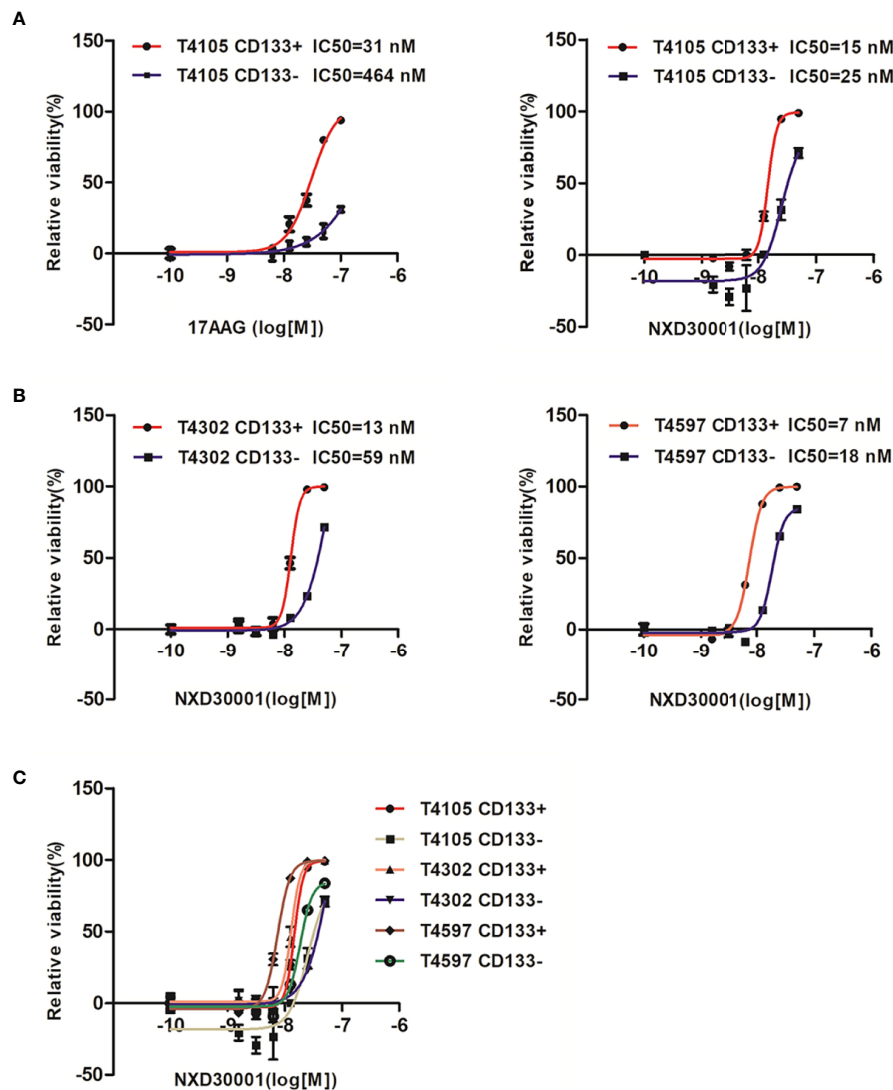 A
150
100
50
0
-50
Relative viability(%)
T4105 CD133+ IC50=31 nM
T4105 CD133- IC50=464 nM
-10 -9 -8 -7 -6
17AAG (log[M])
150
100
50
0
-50
Relative viability(%)
T4105 CD133+ IC50=15 nM
T4105 CD133- IC50=25 nM
-10 -9 -8 -7 -6
NXD30001(log[M])
B
150
100
50
0
-50
Relative viability(%)
T4302 CD133+ IC50=13 nM
T4302 CD133- IC50=59 nM
-10 -9 -8 -7 -6
NXD30001(log[M])
150
100
50
0
-50
Relative viability(%)
T4597 CD133+ IC50=7 nM
T4597 CD133- IC50=18 nM
-10 -9 -8 -7 -6
NXD30001(log[M])
C
150
100
50
0
-50
Relative viability(%)
T4105 CD133+
T4105 CD133-
T4302 CD133+
T4302 CD133-
T4597 CD133+
T4597 CD133-
-10 -9 -8 -7 -6
NXD30001(log[M])